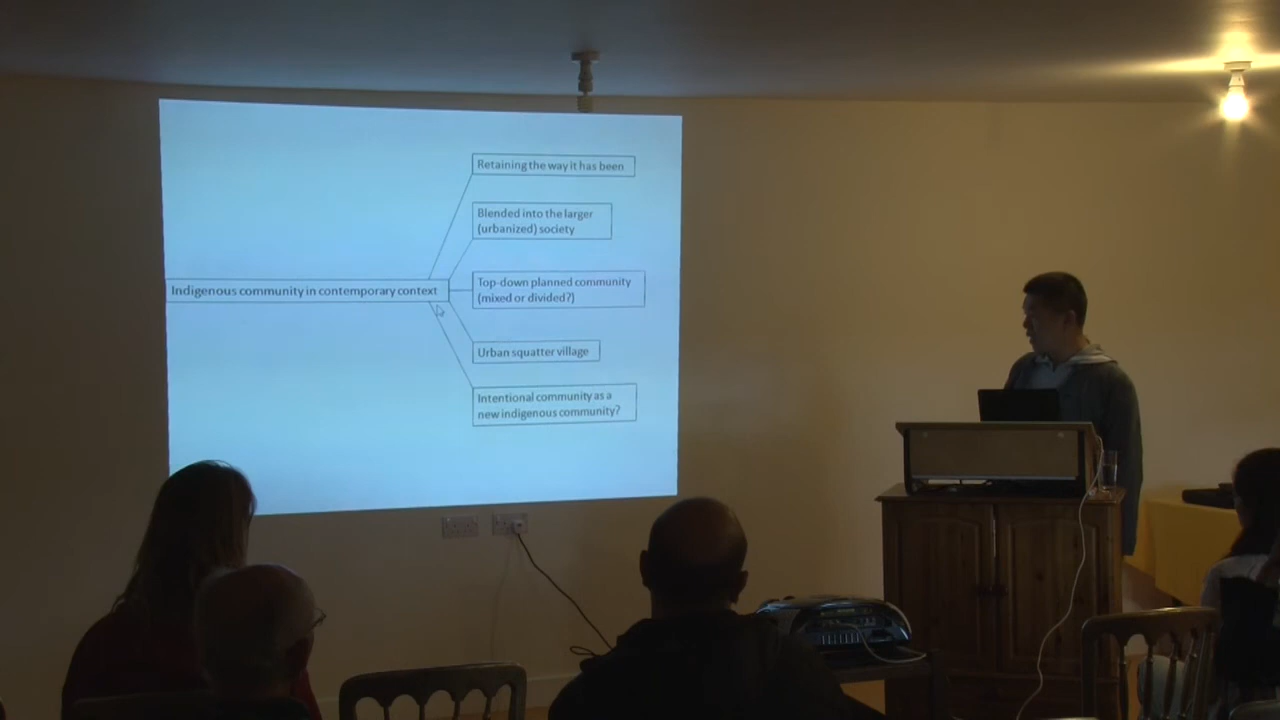 Retaining the way it has been
Blended into the larger
(urbanized) society
Indigenous community in contemporary context
Top-down planned community
(mixed or divided?)
Urban squatter village
Intentional community as a
new indigenous community?